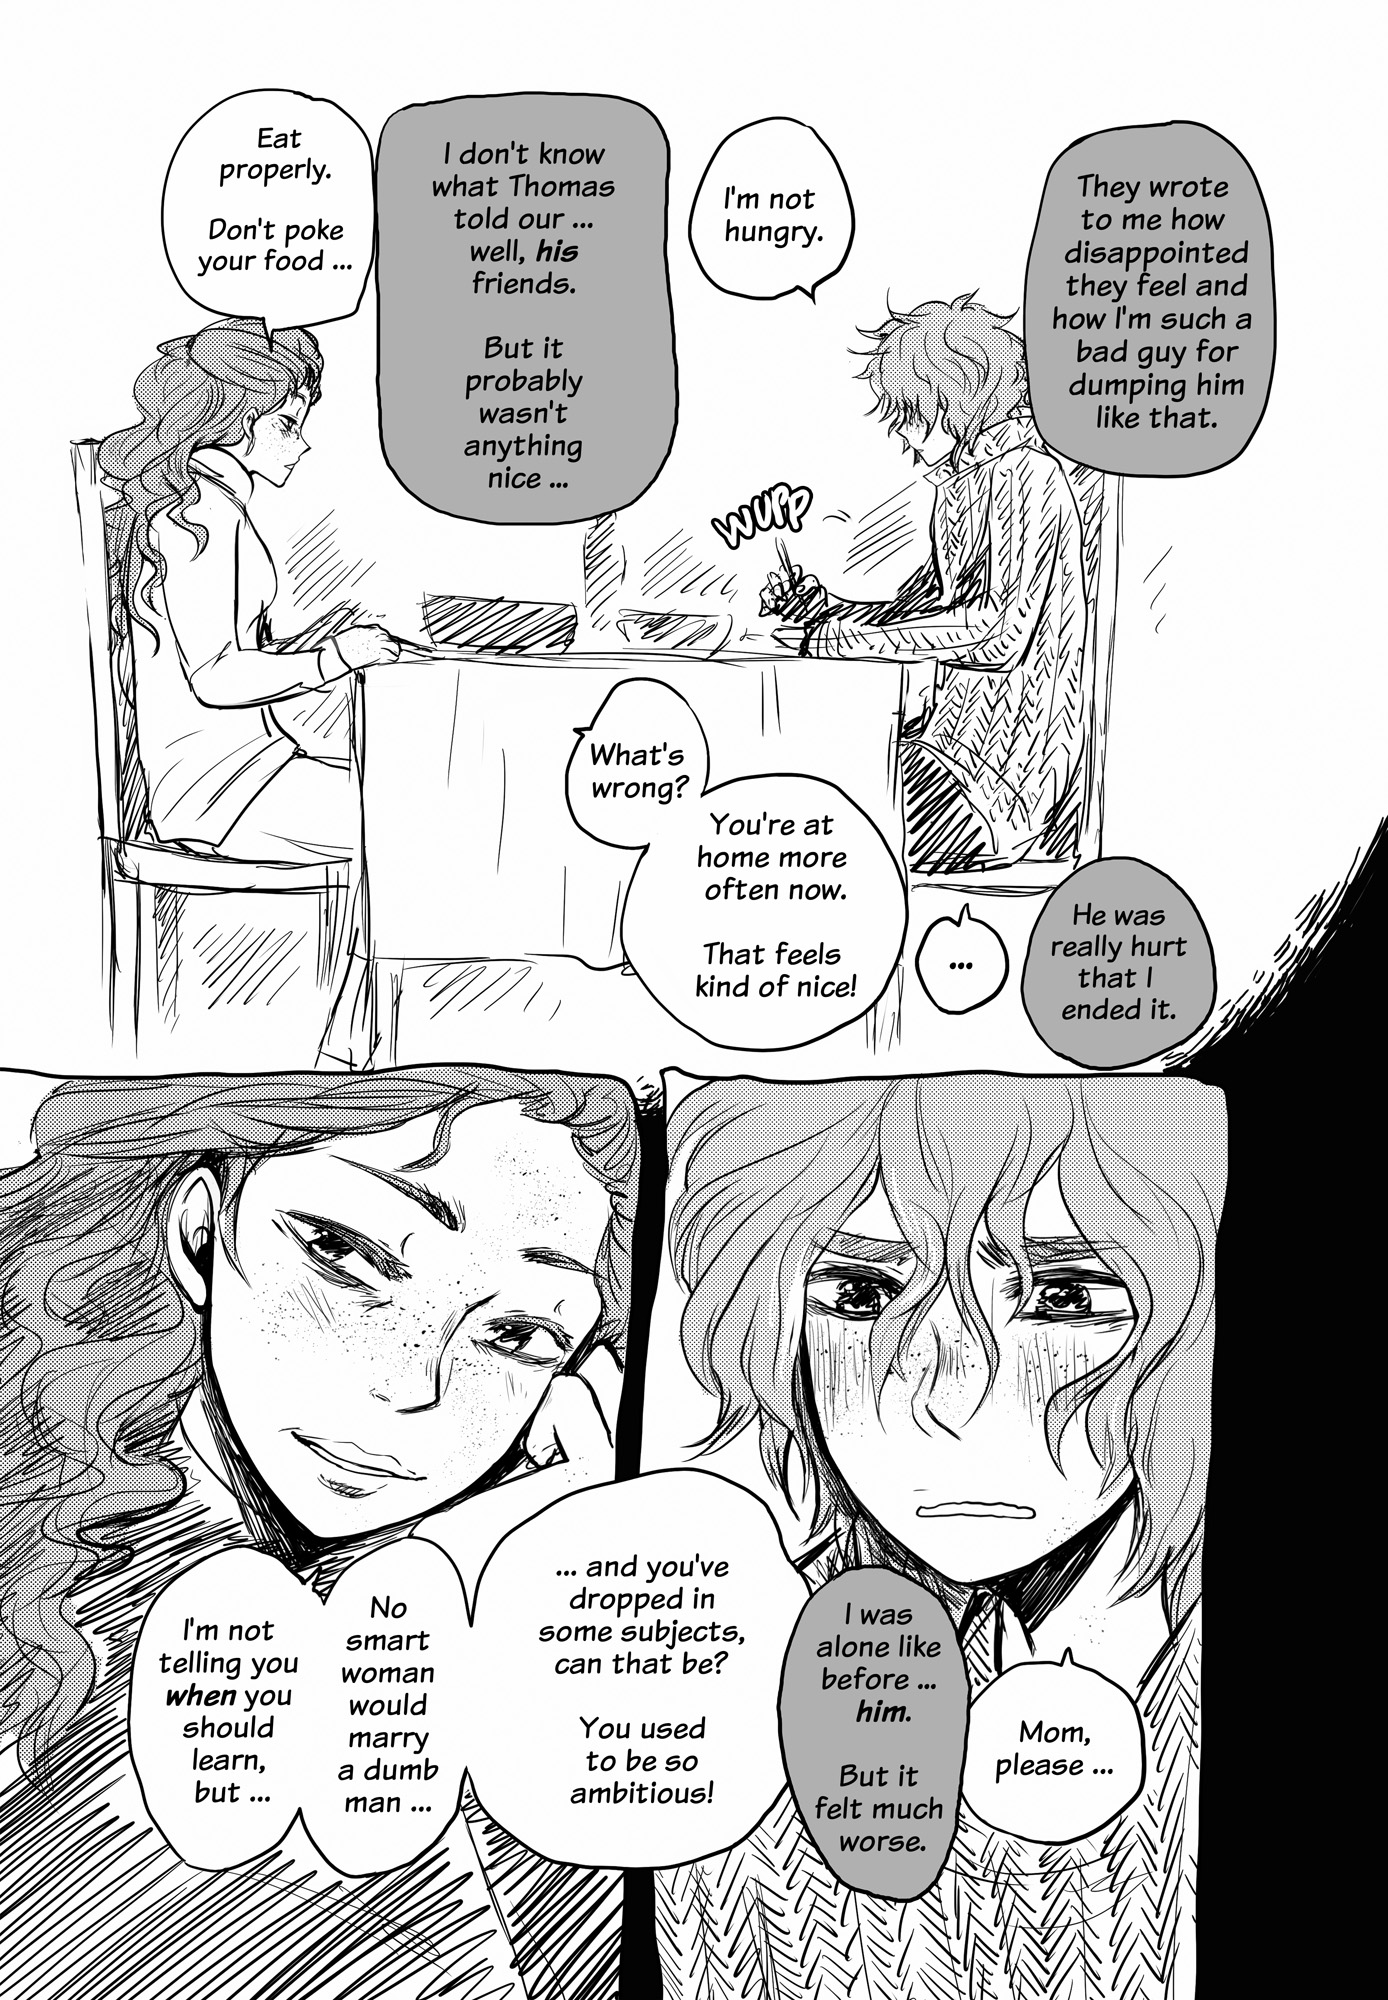 Eat
properly.
Don't poke
your food ...
I don't know
what Thomas
told our ...
well, his
friends.
But it
probably
wasn't
anything
nice ...
I'm not
hungry.
They wrote
to me how
disappointed
they feel and
how I'm such a
bad guy for
dumping him
like that.
WUPP
What's
wrong?
You're at
home more
often now.
That feels
kind of nice!
...
He was
really hurt
that I
ended it.
I'm not
telling you
when you
should
learn,
but ...
No
smart
woman
would
marry
a dumb
man ...
... and you've
dropped in
some subjects,
can that be?
You used
to be so
ambitious!
I was
alone like
before ...
him.
But it
felt much
worse.
Mom,
please ...